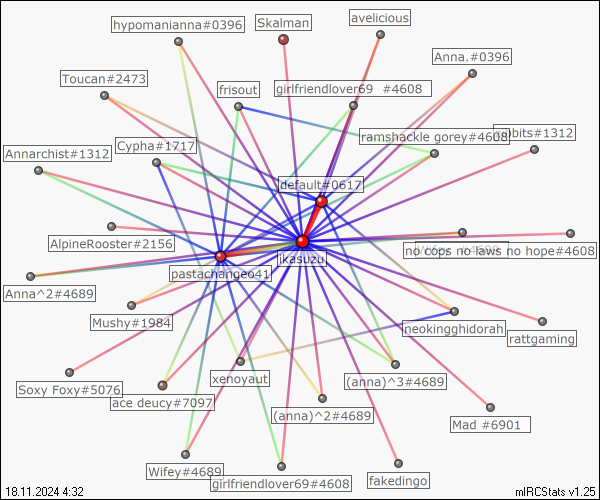 hypomanianna#0396
Skalman
avelicious
Anna.#0396
Toucan#2473
frisout
girlfriendlover69 #4608
Annarchist#1312
Cypha#1717
ramshackle gorey#4608
bits#1312
default#0617
AlpineRooster#2156
ikasuzu
no cops no laws no hope#4608
pastachange641
Anna^2#4689
Mushy#1984
neokingghidorah
rattgaming
Soxy Foxy#5076
ace deucy#7097
xenoyaut
(anna)^3#4689
(anna)^2#4689
Mad #6901
Wifey#4689
girlfriendlover69#4608
fakedingo
18.11.2024 4:32
mIRCStats v1.25